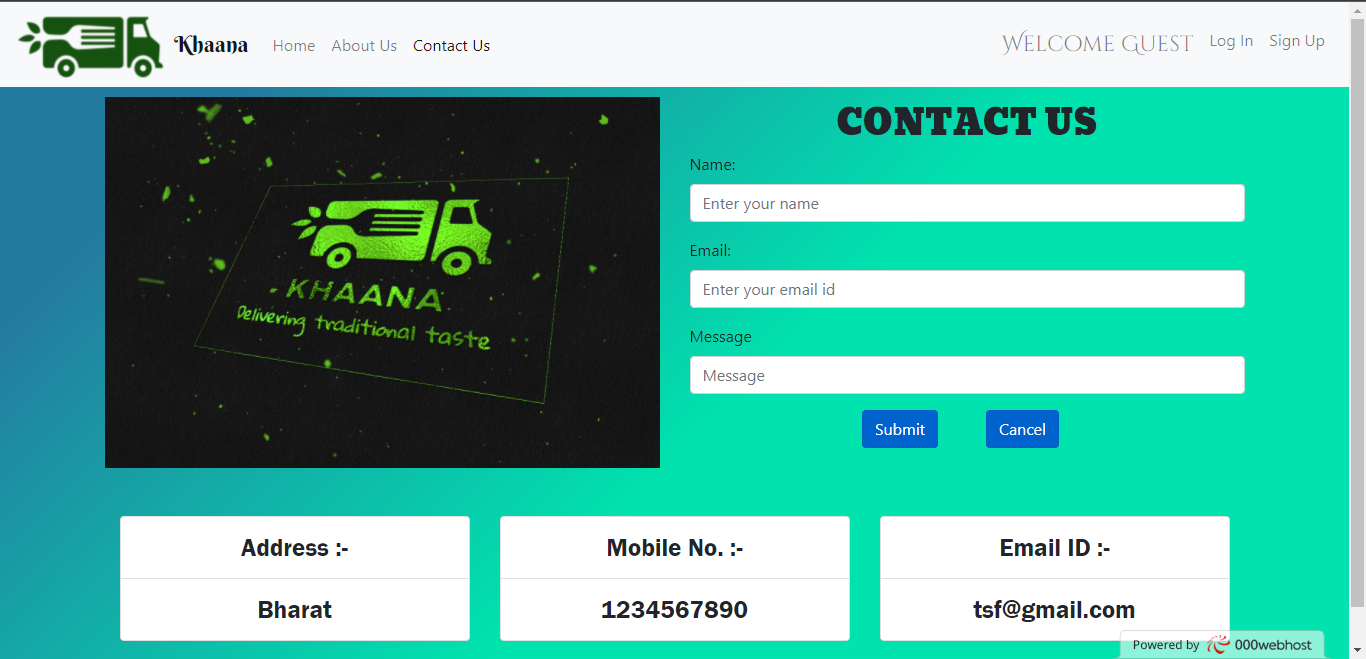 Khaana Home About Us Contact Us Welcome Guest Log In Sign Up
KHAANA
Delivering traditional taste
CONTACT US
Name:
Enter your name
Email:
Enter your email id
Message
Message
Submit Cancel
Address :- Mobile No. :- Email ID :-
Bharat 1234567890 tsf@gmail.com
Powered by 000webhost